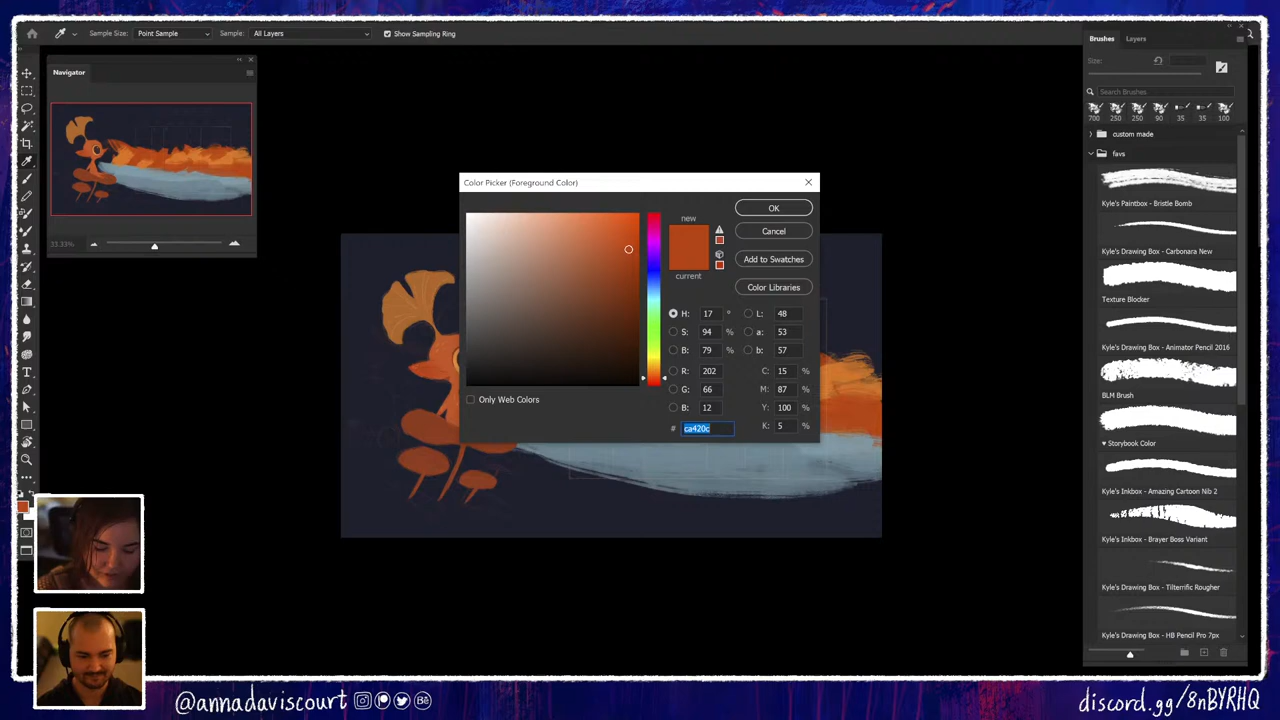 Sample Size: Point Sample Sample: All Layers Show Sampling Ring
Navigator
33.33%
Color Picker (Foreground Color)
new
current
OK
Cancel
Add to Swatches
Color Libraries
H: 17 °
S: 94 %
B: 79 %
R: 202
G: 66
B: 12
# ca420c
L: 48
a: 53
b: 57
C: 15 %
M: 87 %
Y: 100 %
K: 5 %
Only Web Colors
Brushes Layers
Size:
Search Brushes
700 250 250 90 35 35 100
custom made
favs
Kyle's Paintbox - Bristle Bomb
Kyle's Drawing Box - Carbonara New
Texture Blocker
Kyle's Drawing Box - Animator Pencil 2016
BLM Brush
♥ Storybook Color
Kyle's Inkbox - Amazing Cartoon Nib 2
Kyle's Inkbox - Brayer Boss Variant
Kyle's Drawing Box - Tilterrific Rougher
Kyle's Drawing Box - HB Pencil Pro 7px
@annadaviscourt
discord.gg/8nBYRHQ